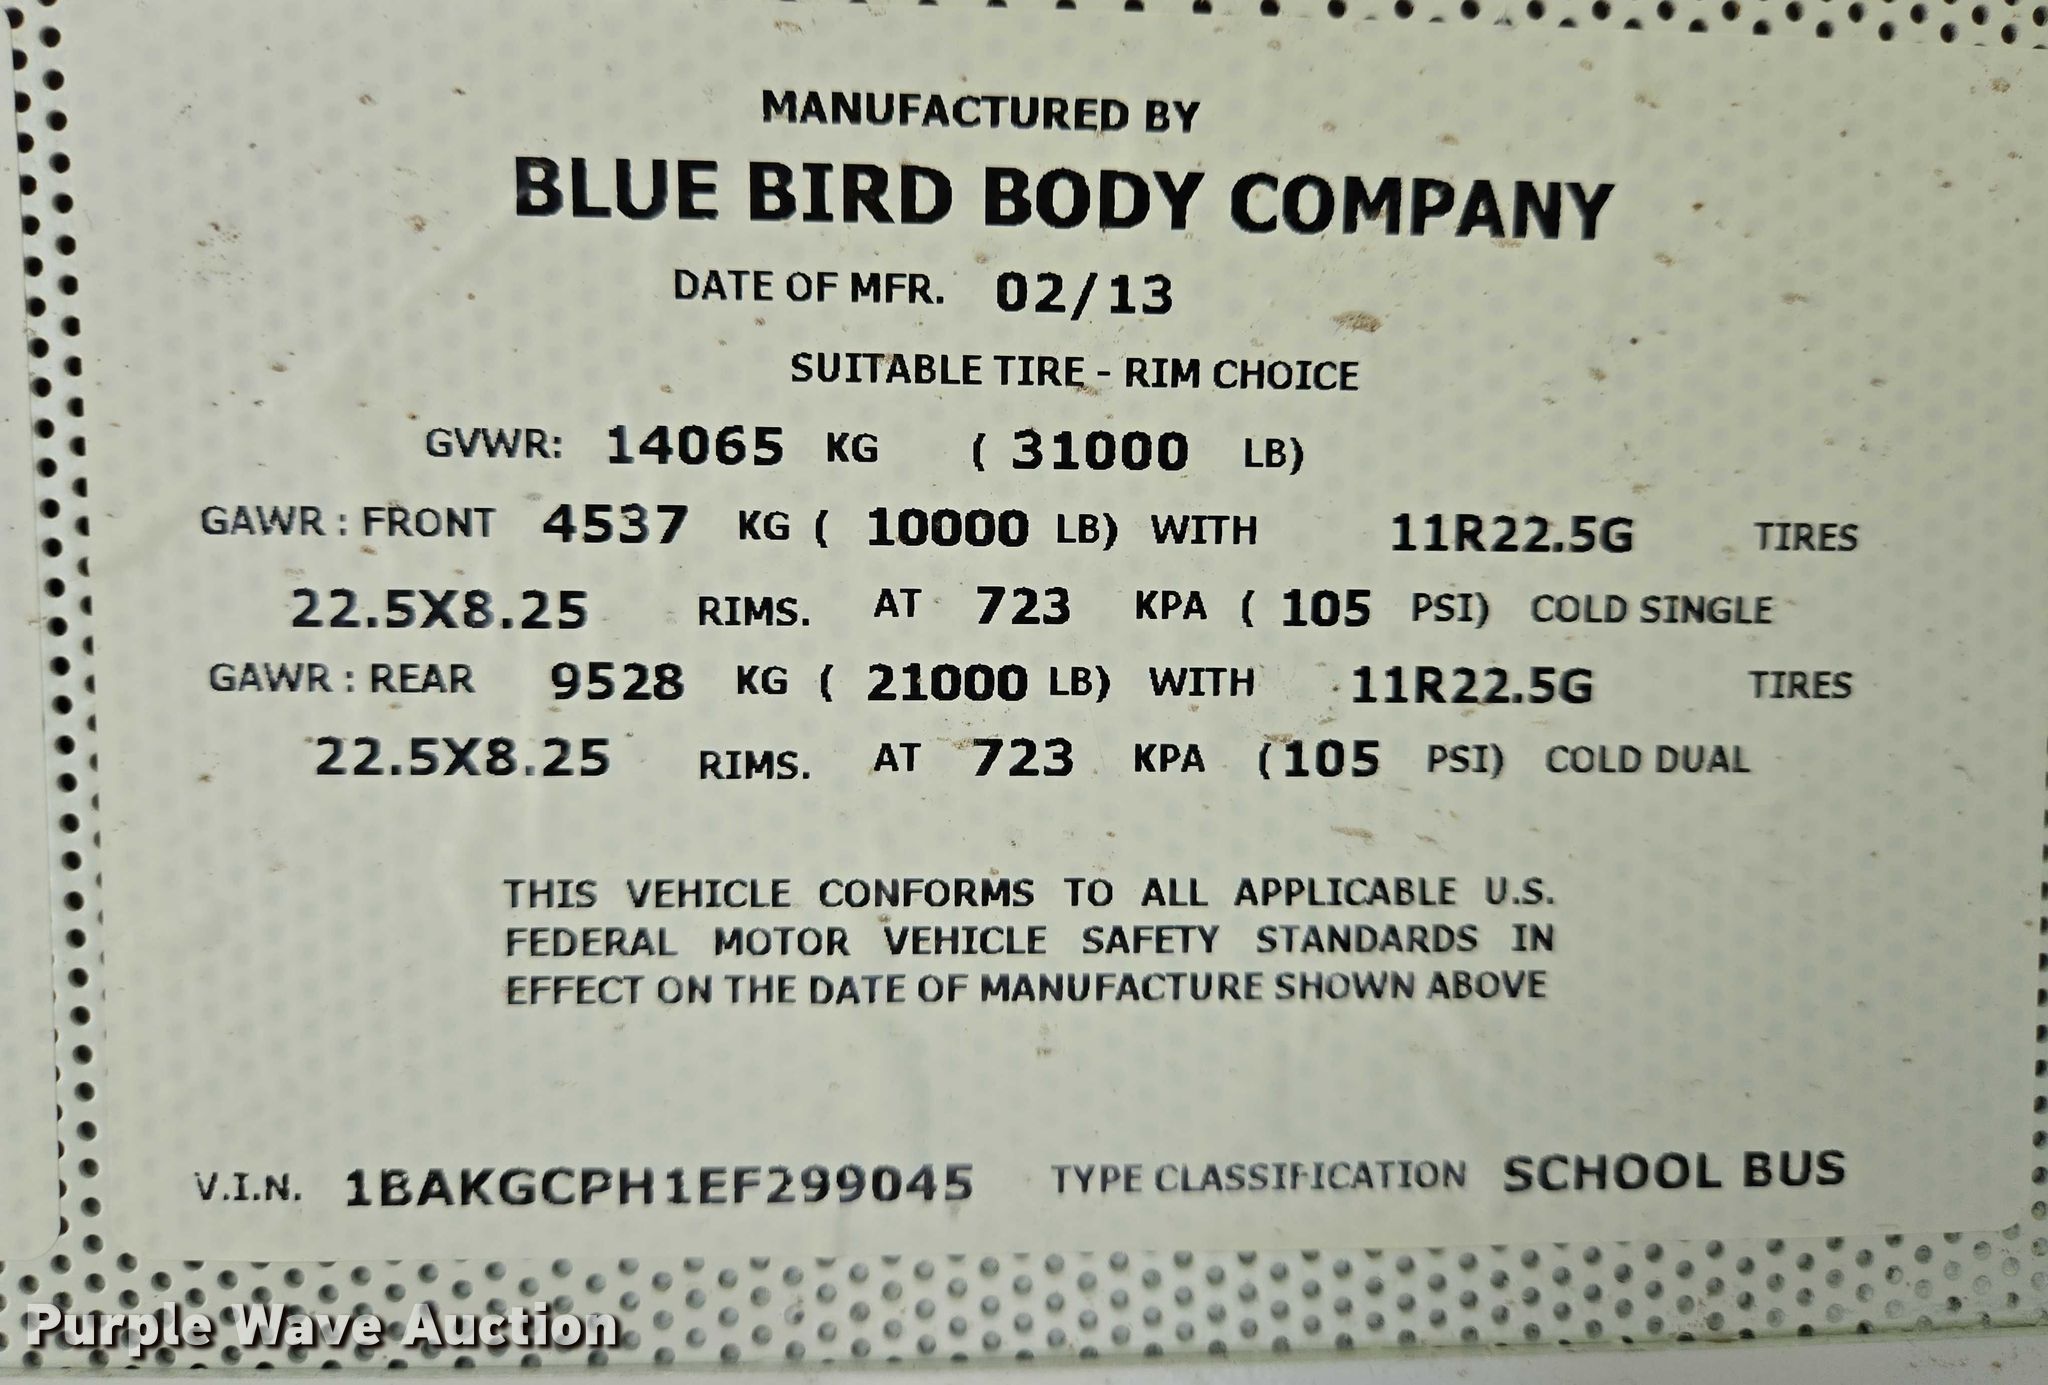 MANUFACTURED BY
BLUE BIRD BODY COMPANY
DATE OF MFR. 02/13
SUITABLE TIRE - RIM CHOICE
GVWR: 14065 KG ( 31000 LB)
GAWR : FRONT 4537 KG ( 10000 LB) WITH 11R22.5G TIRES
22.5X8.25 RIMS. AT 723 KPA ( 105 PSI) COLD SINGLE
GAWR : REAR 9528 KG ( 21000 LB) WITH 11R22.5G TIRES
22.5X8.25 RIMS. AT 723 KPA (105 PSI) COLD DUAL
THIS VEHICLE CONFORMS TO ALL APPLICABLE U.S.
FEDERAL MOTOR VEHICLE SAFETY STANDARDS IN
EFFECT ON THE DATE OF MANUFACTURE SHOWN ABOVE
V.I.N. 1BAKGCPH1EF299045 TYPE CLASSIFICATION SCHOOL BUS
Purple Wave Auction